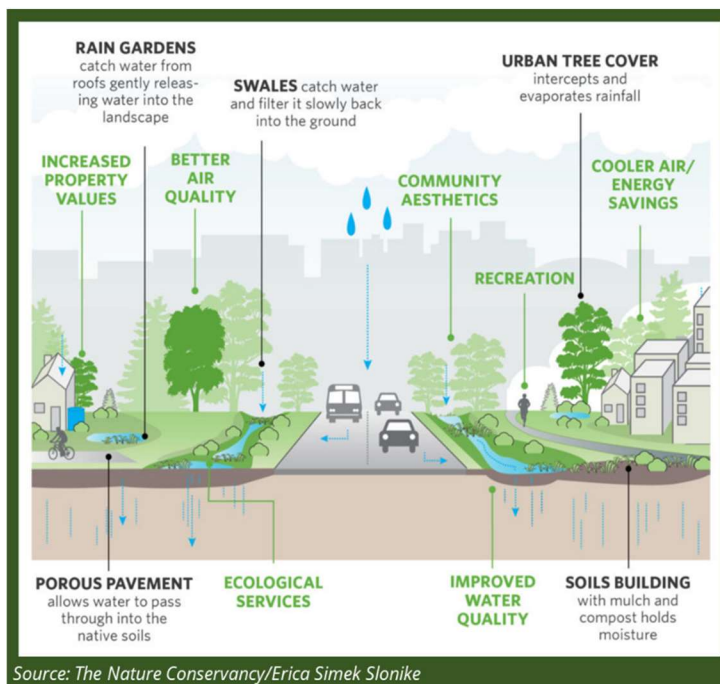 RAIN GARDENS
catch water from
roofs gently releas-
ing water into the
landscape
SWALES catch water
and filter it slowly back
into the ground
URBAN TREE COVER
intercepts and
evaporates rainfall
INCREASED
PROPERTY
VALUES
BETTER
AIR
QUALITY
COMMUNITY
AESTHETICS
COOLER AIR/
ENERGY
SAVINGS
RECREATION
POROUS PAVEMENT
allows water to pass
through into the
native soils
ECOLOGICAL
SERVICES
IMPROVED
WATER
QUALITY
SOILS BUILDING
with mulch and
compost holds
moisture
Source: The Nature Conservancy/Erica Simek Slonike